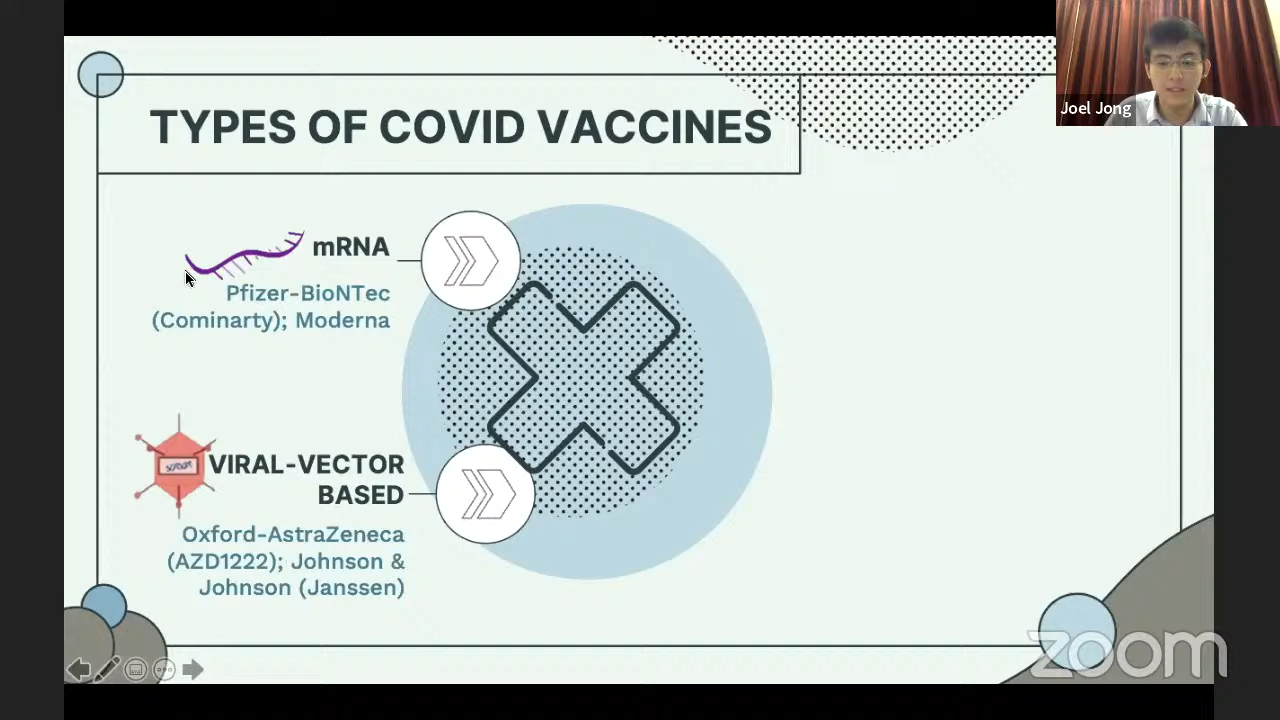 TYPES OF COVID VACCINES
Joel Jong
mRNA
Pfizer-BioNTec
(Cominarty); Moderna
VIRAL-VECTOR
BASED
Oxford-AstraZeneca
(AZD1222); Johnson &
Johnson (Janssen)
zoom